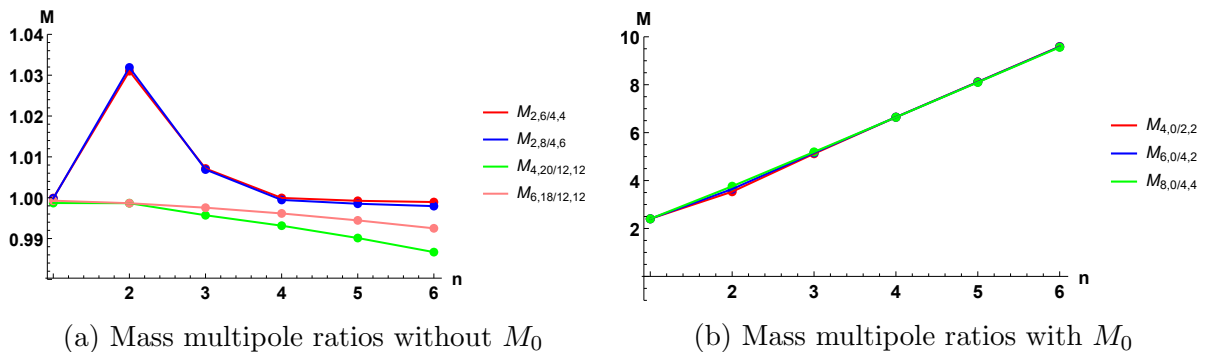 M
1.04
1.03
1.02
1.01
1.00
0.99
2 3 4 5 6
n
M2,6/4,4
M2,8/4,6
M4,20/12,12
M6,18/12,12
(a) Mass multipole ratios without M0
M
10
8
6
4
2
2 3 4 5 6
n
M4,0/2,2
M6,0/4,2
M8,0/4,4
(b) Mass multipole ratios with M0